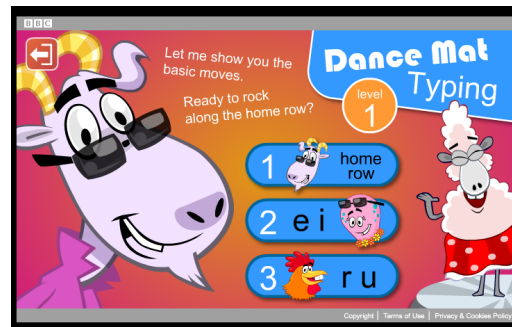 BBC
Let me show you the
basic moves.
Ready to rock
along the home row?
Dance Mat
Typing
level
1
1 home
row
2 e i
3 r u
Copyright | Terms of Use | Privacy & Cookies Policy